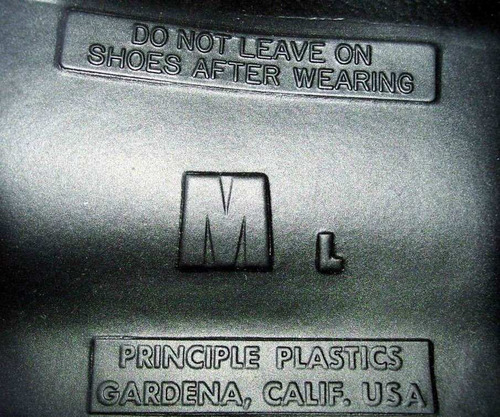 DO NOT LEAVE ON
SHOES AFTER WEARING
M L
PRINCIPLE PLASTICS
GARDENA, CALIF. USA